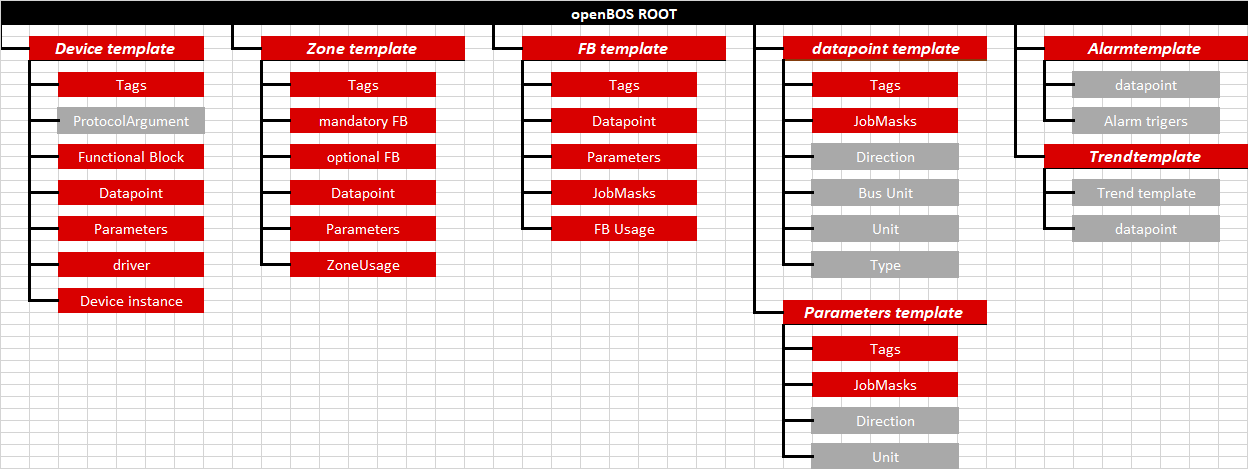 openBOS ROOT
Device template
Tags
ProtocolArgument
Functional Block
Datapoint
Parameters
driver
Device instance
Zone template
Tags
mandatory FB
optional FB
Datapoint
Parameters
ZoneUsage
FB template
Tags
Datapoint
Parameters
JobMasks
FB Usage
datapoint template
Tags
JobMasks
Direction
Bus Unit
Unit
Type
Parameters template
Tags
JobMasks
Direction
Unit
Alarmtemplate
datapoint
Alarm trigers
Trendtemplate
Trend template
datapoint